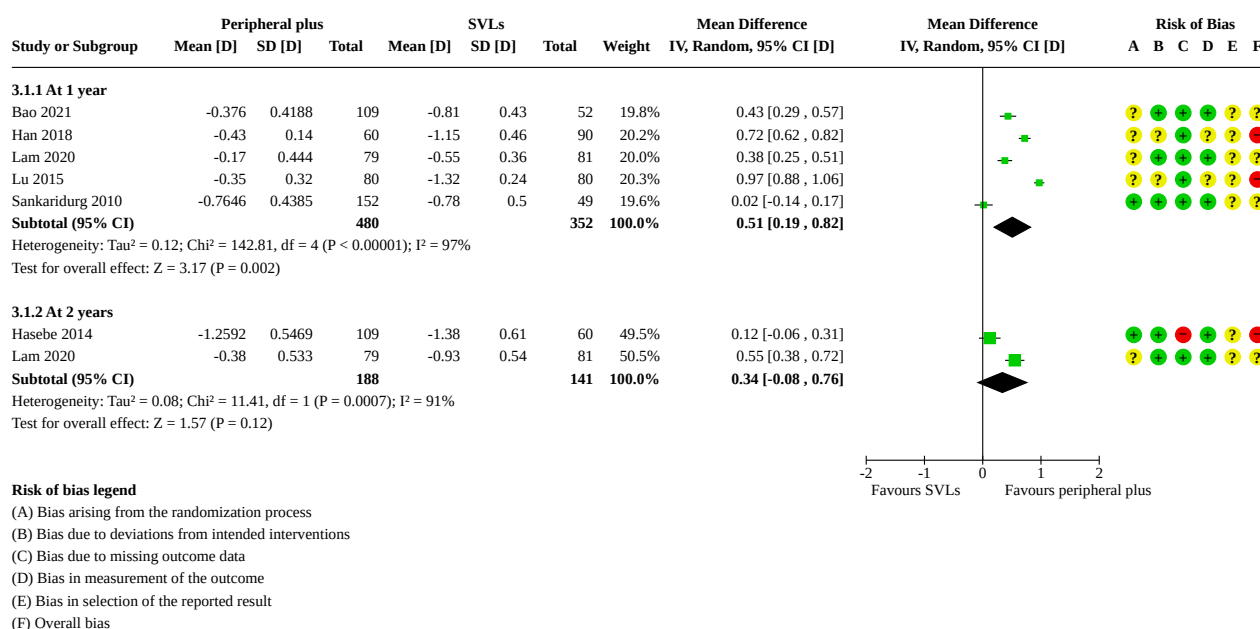 Peripheral plus SVLs Mean Difference Mean Difference Risk of Bias
Study or Subgroup Mean [D] SD [D] Total Mean [D] SD [D] Total Weight IV, Random, 95% CI [D] IV, Random, 95% CI [D] A B C D E F
3.1.1 At 1 year
Bao 2021 -0.376 0.4188 109 -0.81 0.43 52 19.8% 0.43 [0.29 , 0.57] ? + + + ? ?
Han 2018 -0.43 0.14 60 -1.15 0.46 90 20.2% 0.72 [0.62 , 0.82] ? ? + ? ? −
Lam 2020 -0.17 0.444 79 -0.55 0.36 81 20.0% 0.38 [0.25 , 0.51] ? + + + ? ?
Lu 2015 -0.35 0.32 80 -1.32 0.24 80 20.3% 0.97 [0.88 , 1.06] ? ? + ? ? −
Sankaridurg 2010 -0.7646 0.4385 152 -0.78 0.5 49 19.6% 0.02 [-0.14 , 0.17] + + + + ? ?
Subtotal (95% CI) 480 352 100.0% 0.51 [0.19 , 0.82]
Heterogeneity: Tau² = 0.12; Chi² = 142.81, df = 4 (P < 0.00001); I² = 97%
Test for overall effect: Z = 3.17 (P = 0.002)
3.1.2 At 2 years
Hasebe 2014 -1.2592 0.5469 109 -1.38 0.61 60 49.5% 0.12 [-0.06 , 0.31] + + − + ? −
Lam 2020 -0.38 0.533 79 -0.93 0.54 81 50.5% 0.55 [0.38 , 0.72] ? + + + ? ?
Subtotal (95% CI) 188 141 100.0% 0.34 [-0.08 , 0.76]
Heterogeneity: Tau² = 0.08; Chi² = 11.41, df = 1 (P = 0.0007); I² = 91%
Test for overall effect: Z = 1.57 (P = 0.12)
-2 -1 0 1 2
Favours SVLs Favours peripheral plus
Risk of bias legend
(A) Bias arising from the randomization process
(B) Bias due to deviations from intended interventions
(C) Bias due to missing outcome data
(D) Bias in measurement of the outcome
(E) Bias in selection of the reported result
(F) Overall bias